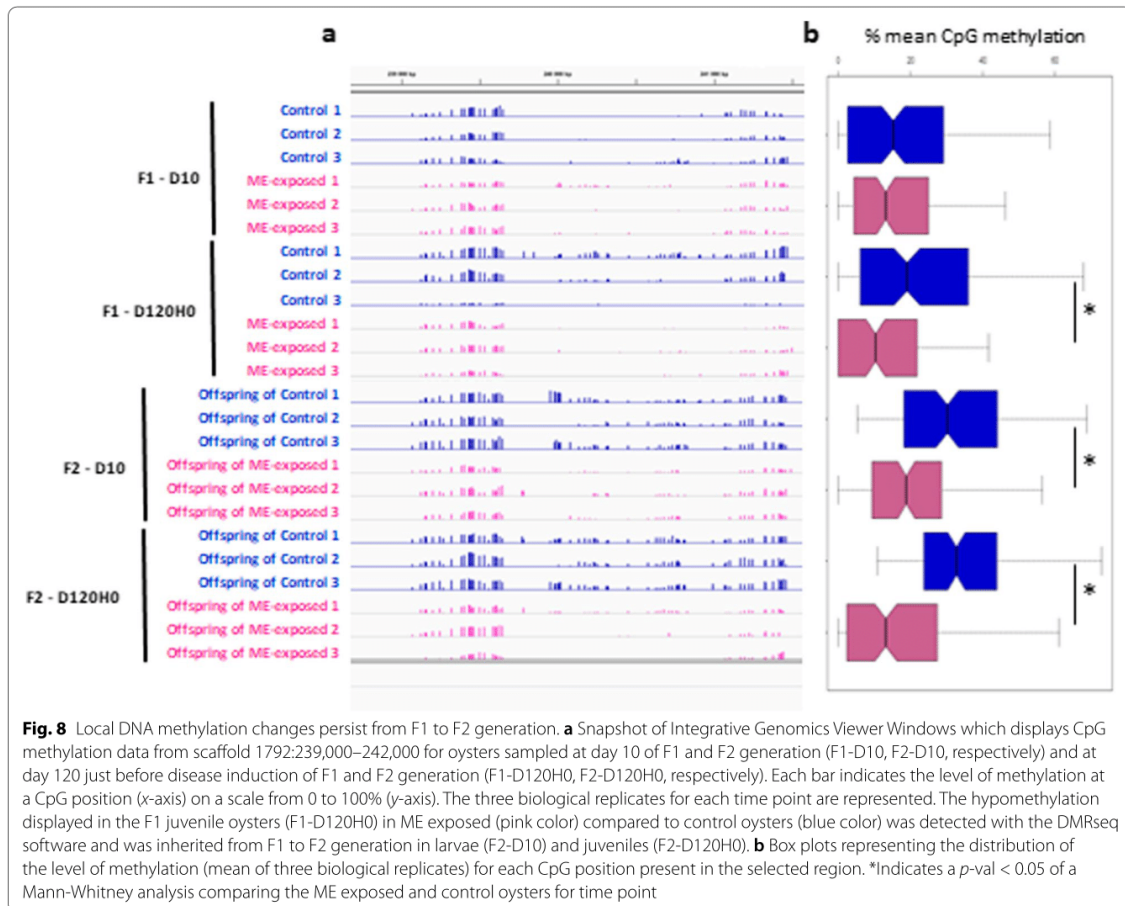 a
b
% mean CpG methylation
239 000 bp
240 000 bp
241 000 bp
0
20
40
60
F1 - D10
Control 1
Control 2
Control 3
ME-exposed 1
ME-exposed 2
ME-exposed 3
F1 - D120H0
Control 1
Control 2
Control 3
ME-exposed 1
ME-exposed 2
ME-exposed 3
*
F2 - D10
Offspring of Control 1
Offspring of Control 2
Offspring of Control 3
Offspring of ME-exposed 1
Offspring of ME-exposed 2
Offspring of ME-exposed 3
*
F2 - D120H0
Offspring of Control 1
Offspring of Control 2
Offspring of Control 3
Offspring of ME-exposed 1
Offspring of ME-exposed 2
Offspring of ME-exposed 3
*
Fig. 8 Local DNA methylation changes persist from F1 to F2 generation. a Snapshot of Integrative Genomics Viewer Windows which displays CpG
methylation data from scaffold 1792:239,000–242,000 for oysters sampled at day 10 of F1 and F2 generation (F1-D10, F2-D10, respectively) and at
day 120 just before disease induction of F1 and F2 generation (F1-D120H0, F2-D120H0, respectively). Each bar indicates the level of methylation at
a CpG position (x-axis) on a scale from 0 to 100% (y-axis). The three biological replicates for each time point are represented. The hypomethylation
displayed in the F1 juvenile oysters (F1-D120H0) in ME exposed (pink color) compared to control oysters (blue color) was detected with the DMRseq
software and was inherited from F1 to F2 generation in larvae (F2-D10) and juveniles (F2-D120H0). b Box plots representing the distribution of
the level of methylation (mean of three biological replicates) for each CpG position present in the selected region. *Indicates a p-val < 0.05 of a
Mann-Whitney analysis comparing the ME exposed and control oysters for time point